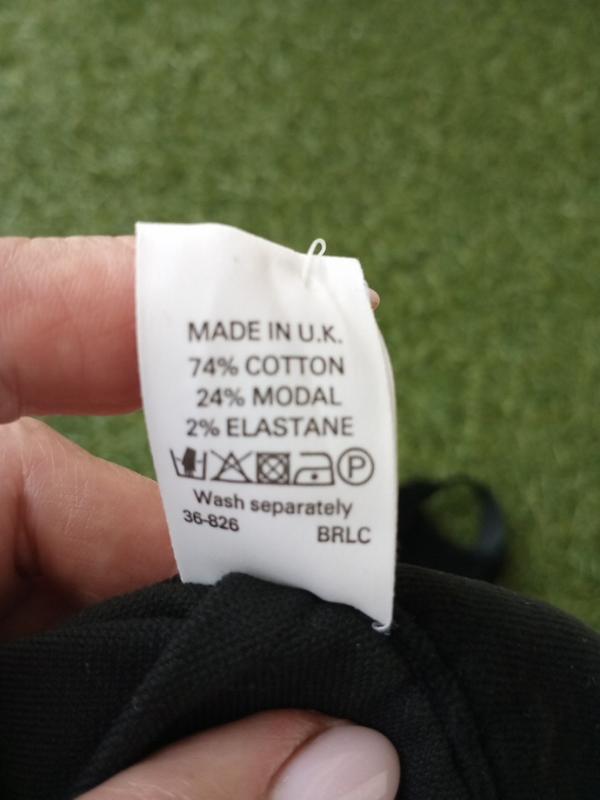 MADE IN U.K.
74% COTTON
24% MODAL
2% ELASTANE
P
Wash separately
36-826 BRLC